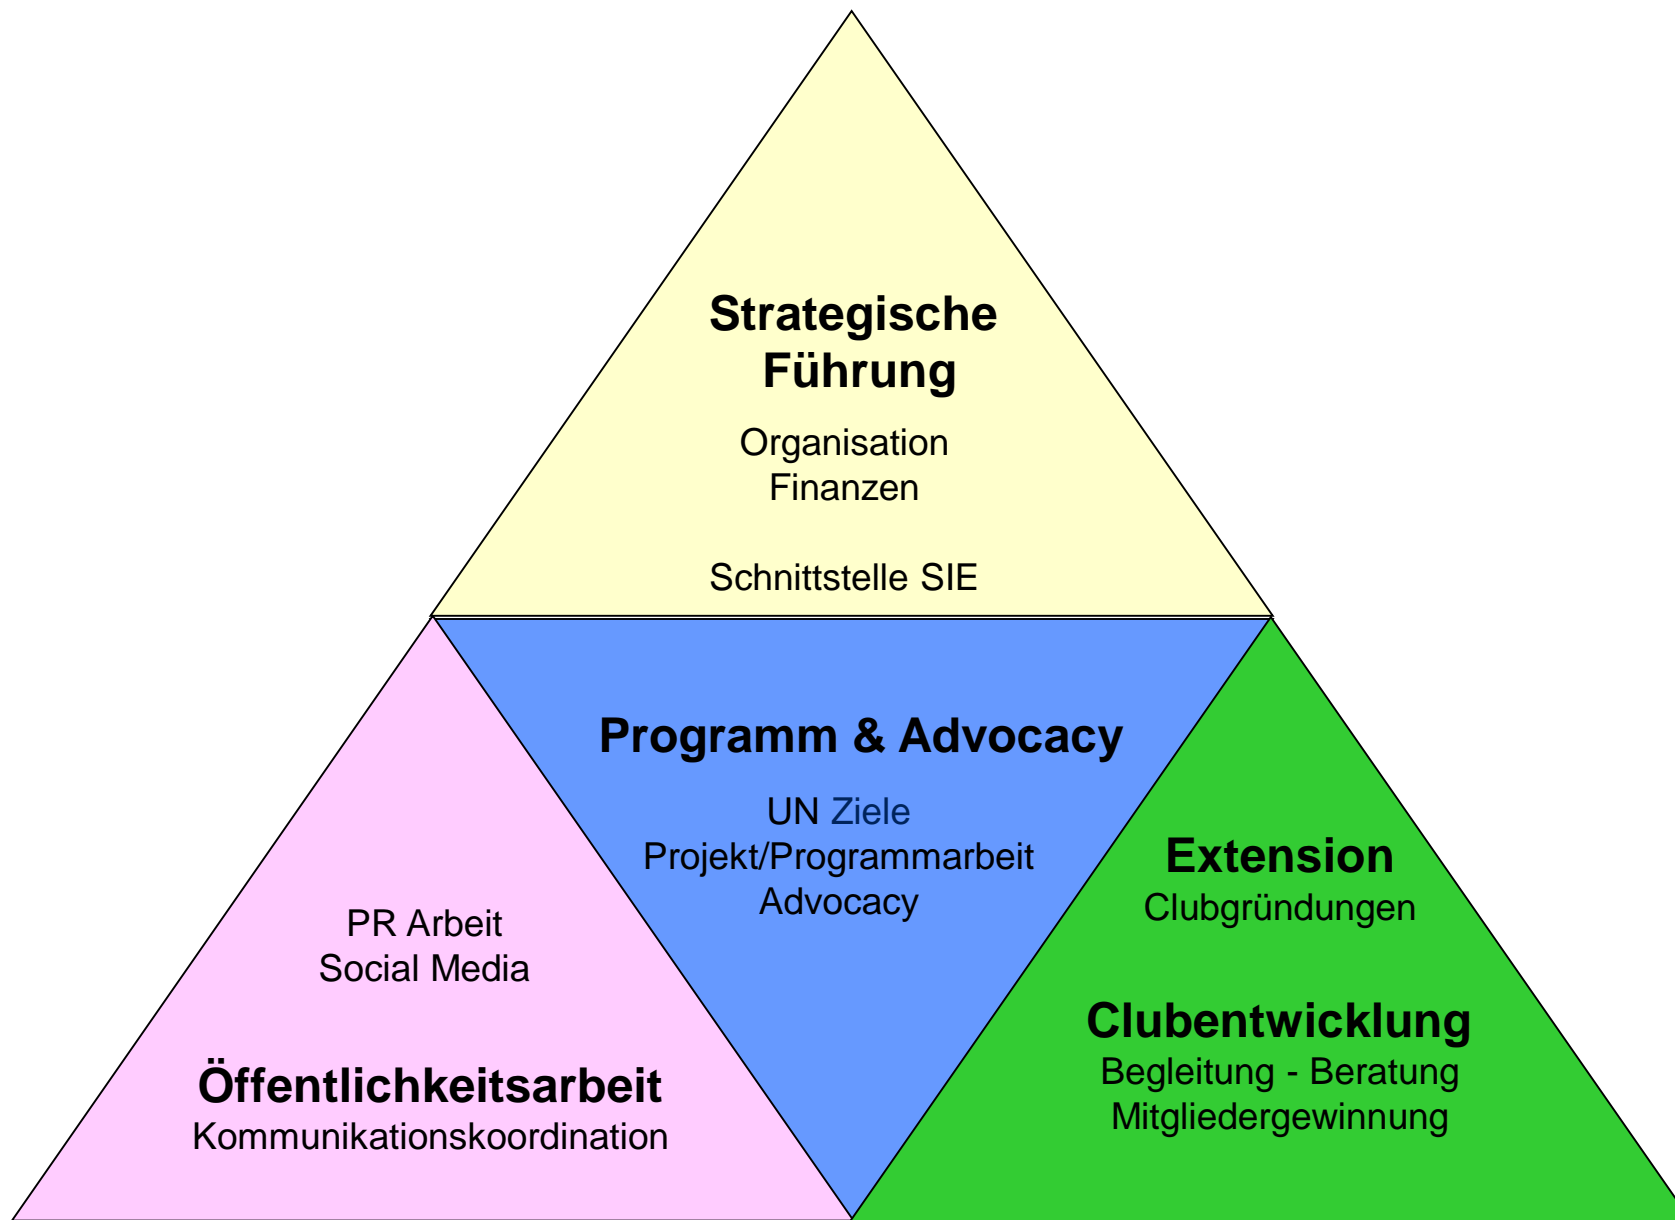 Strategische
Führung
Organisation
Finanzen
Schnittstelle SIE
Programm & Advocacy
UN Ziele
Projekt/Programmarbeit
Advocacy
PR Arbeit
Social Media
Öffentlichkeitsarbeit
Kommunikationskoordination
Extension
Clubgründungen
Clubentwicklung
Begleitung - Beratung
Mitgliedergewinnung